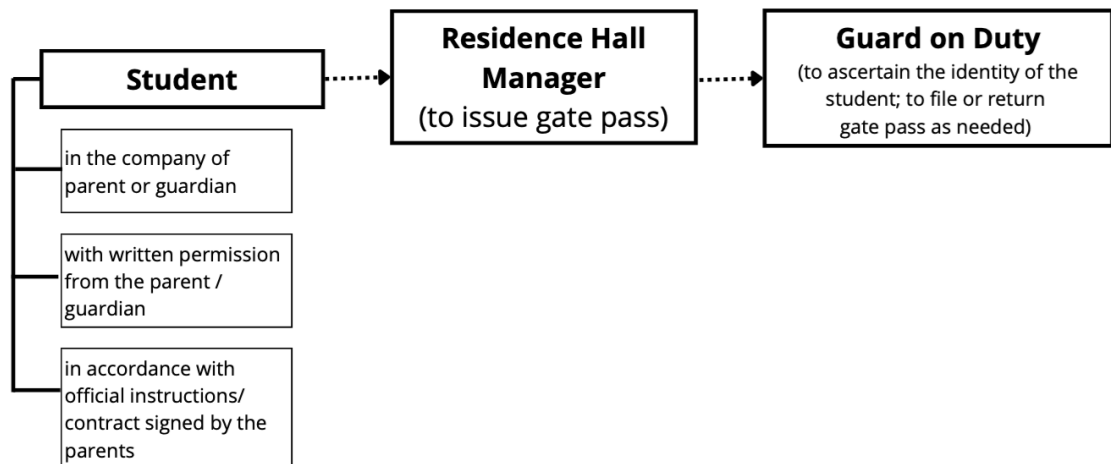 Student
in the company of
parent or guardian
with written permission
from the parent /
guardian
in accordance with
official instructions/
contract signed by the
parents
Residence Hall
Manager
(to issue gate pass)
Guard on Duty
(to ascertain the identity of the
student; to file or return
gate pass as needed)